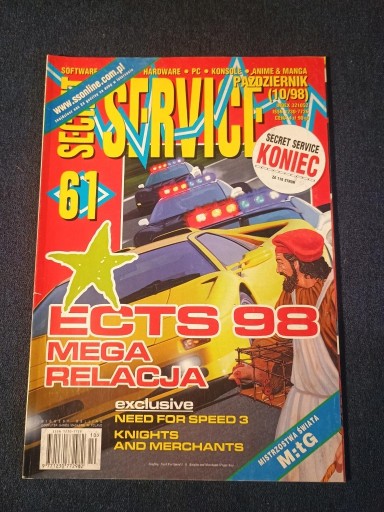 www.ssonline.com.pl
SOFTWARE • HARDWARE • PC • KONSOLE • ANIME & MANGA
SECRET SERVICE
PAŹDZIERNIK
(10/98)
SECRET SERVICE
KONIEC
61
ECTS 98
MEGA
RELACJA
exclusive
NEED FOR SPEED 3
KNIGHTS
AND MERCHANTS
MISTRZOSTWA ŚWIATA
M:tG